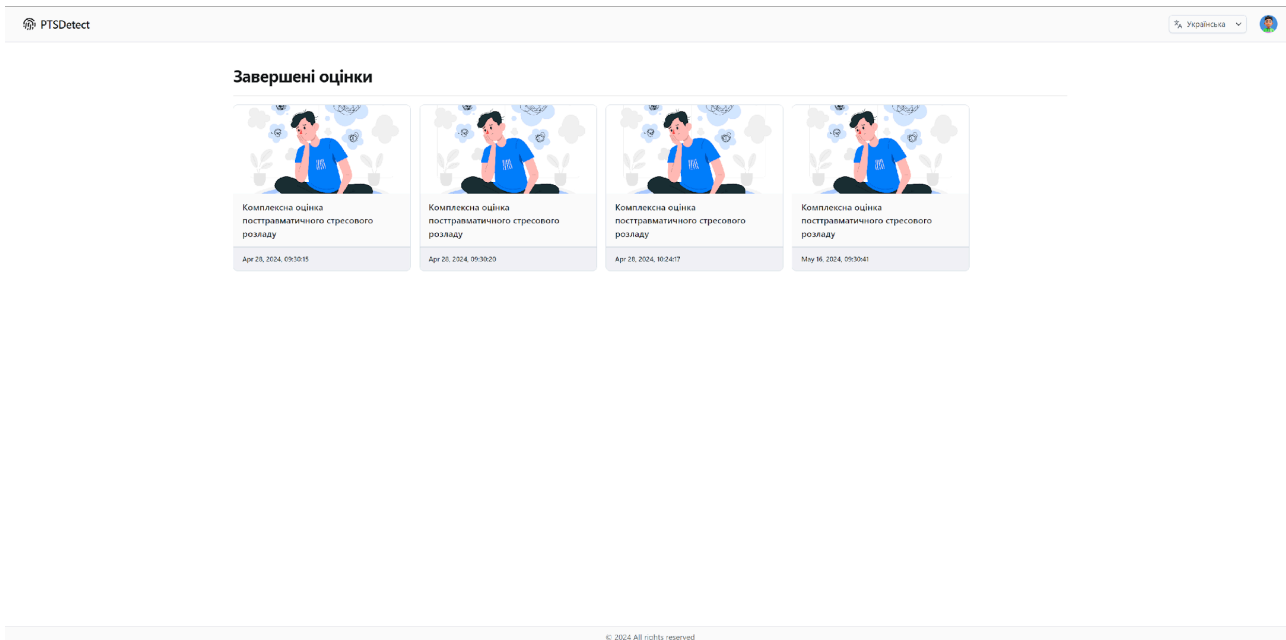 PTSDetect
Українська
Завершені оцінки
Комплексна оцінка
посттравматичного стресового
розладу
Apr 28, 2024, 09:30:15
Комплексна оцінка
посттравматичного стресового
розладу
Apr 28, 2024, 09:30:20
Комплексна оцінка
посттравматичного стресового
розладу
Apr 28, 2024, 10:24:17
Комплексна оцінка
посттравматичного стресового
розладу
May 16, 2024, 09:30:41
© 2024 All rights reserved